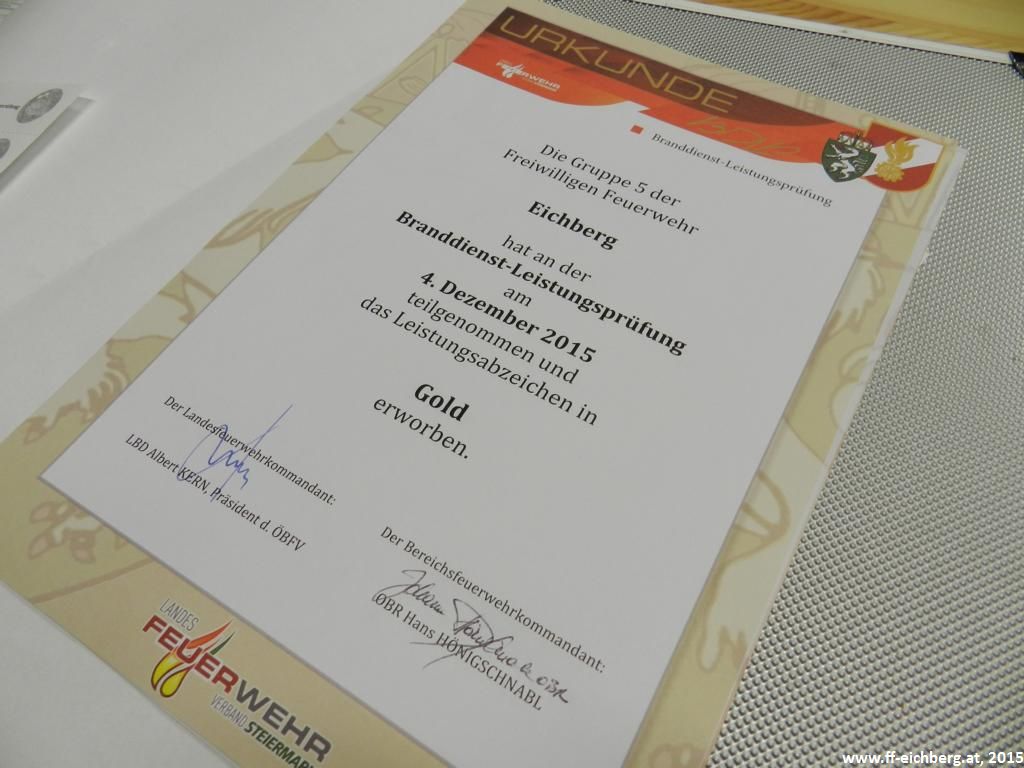 URKUNDE
FEUERWEHR
BDLP
Branddienst-Leistungsprüfung
Die Gruppe 5 der
Freiwilligen Feuerwehr
Eichberg
hat an der
Branddienst-Leistungsprüfung
am
4. Dezember 2015
teilgenommen und
das Leistungsabzeichen in
Gold
erworben.
Der Landesfeuerwehrkommandant:
LBD Albert KERN, Präsident d. ÖBFV
Der Bereichsfeuerwehrkommandant:
OBR Hans HÖNIGSCHNABL
LANDES
FEUERWEHR
VERBAND STEIERMARK
www.ff-eichberg.at, 2015